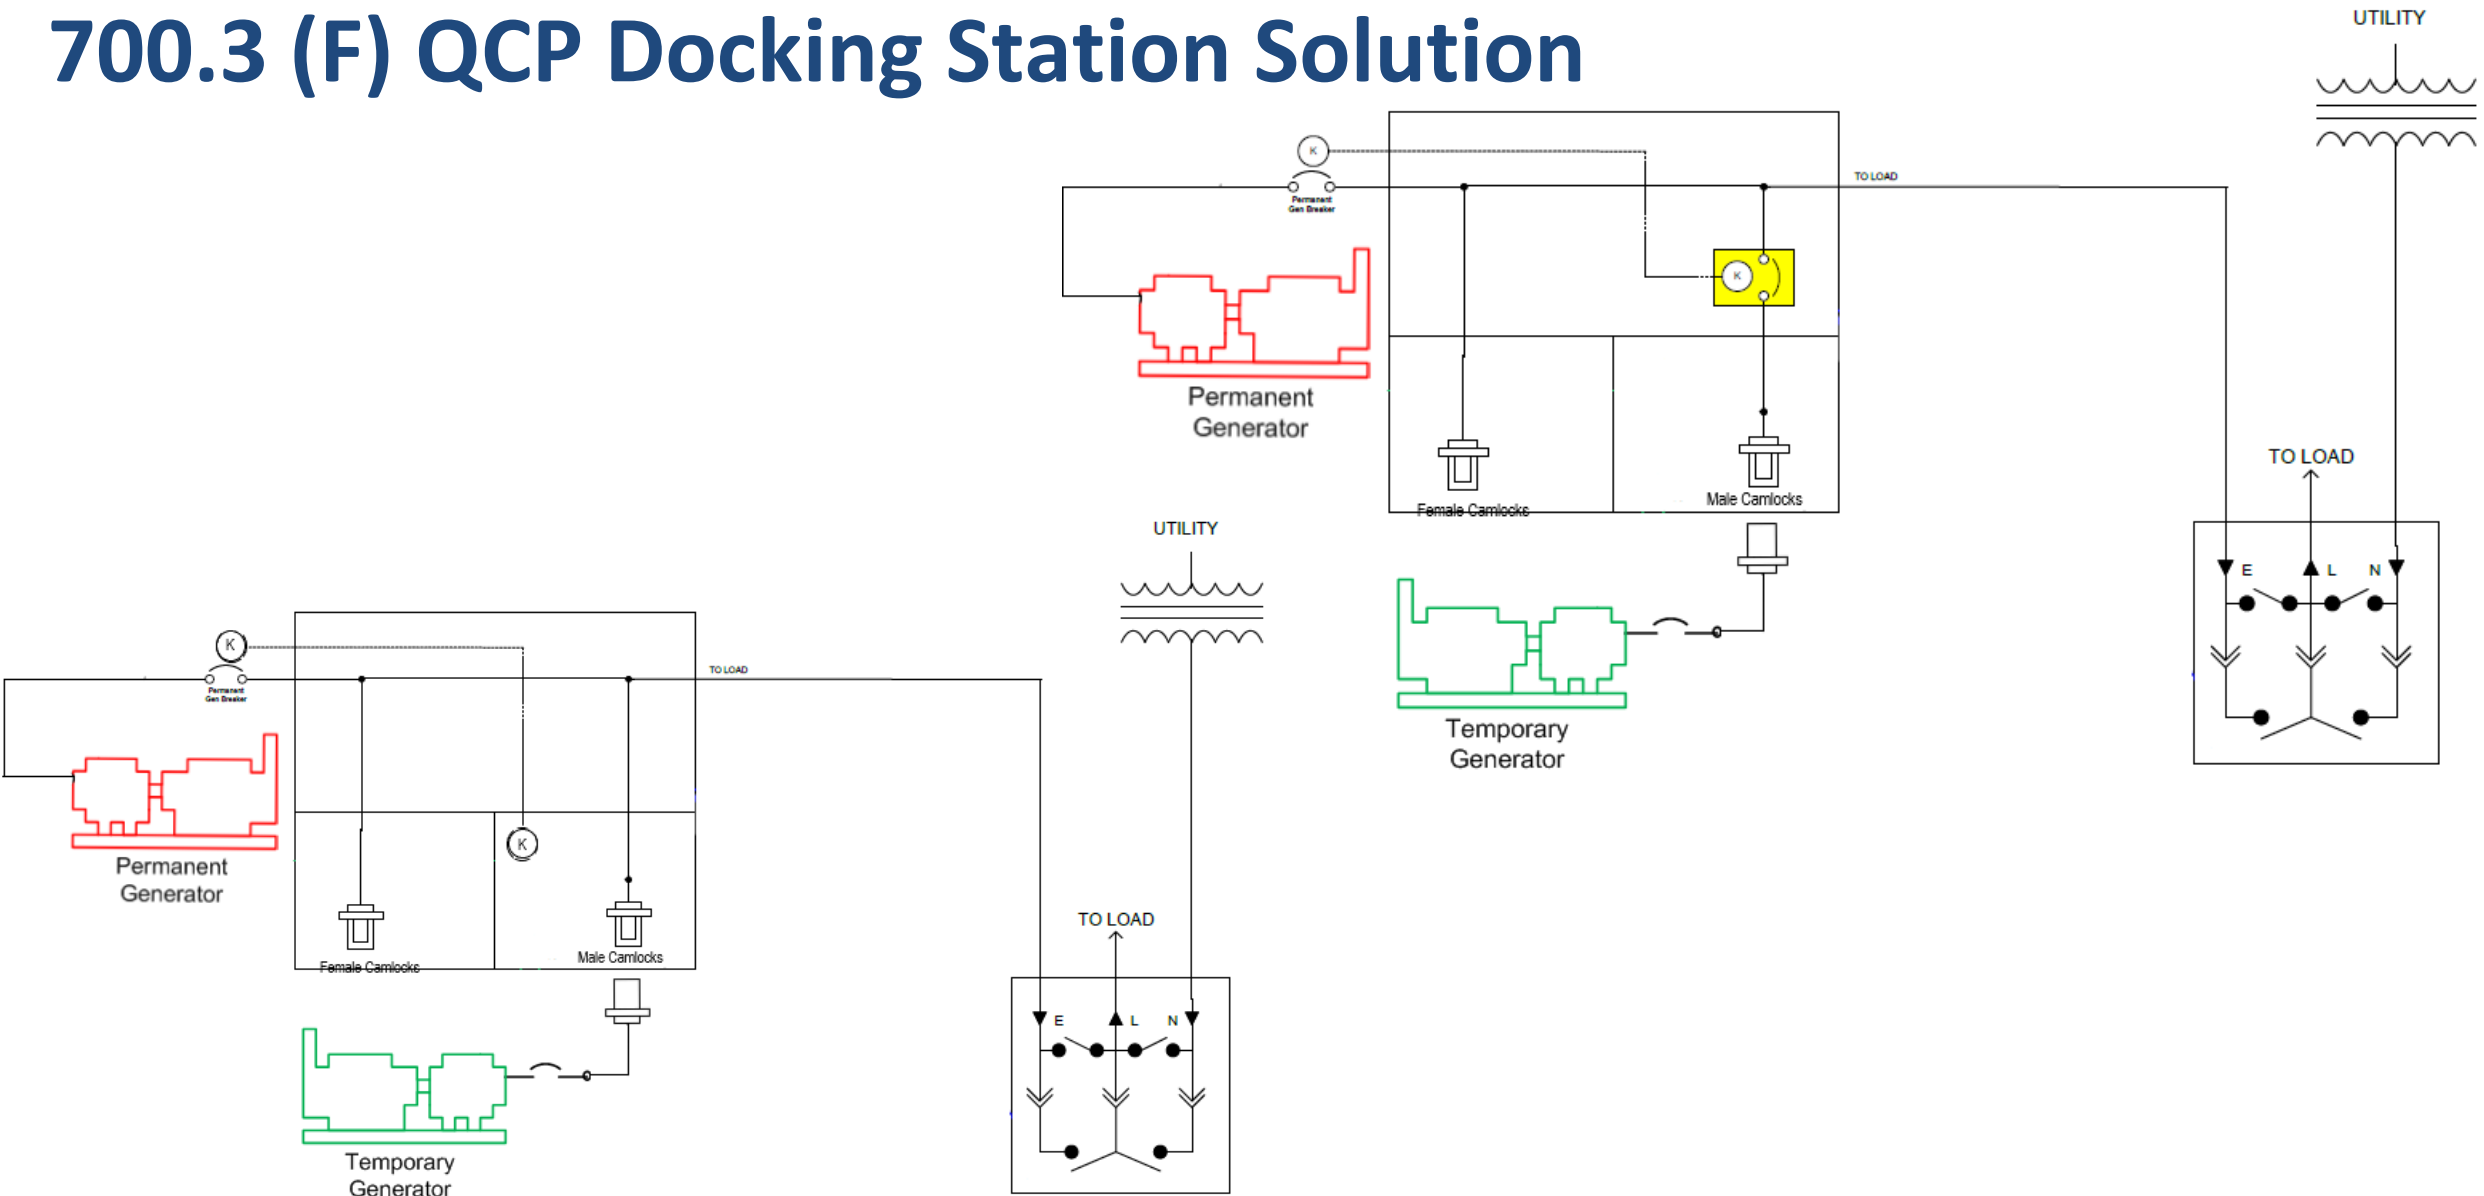 700.3 (F) QCP Docking Station Solution
UTILITY
K
TO LOAD
Permanent
Gen Breaker
K
Permanent
Generator
TO LOAD
Female Camlocks
Male Camlocks
E
L
N
Temporary
Generator
UTILITY
K
TO LOAD
Permanent
Gen Breaker
K
Permanent
Generator
TO LOAD
Female Camlocks
Male Camlocks
E
L
N
Temporary
Generator